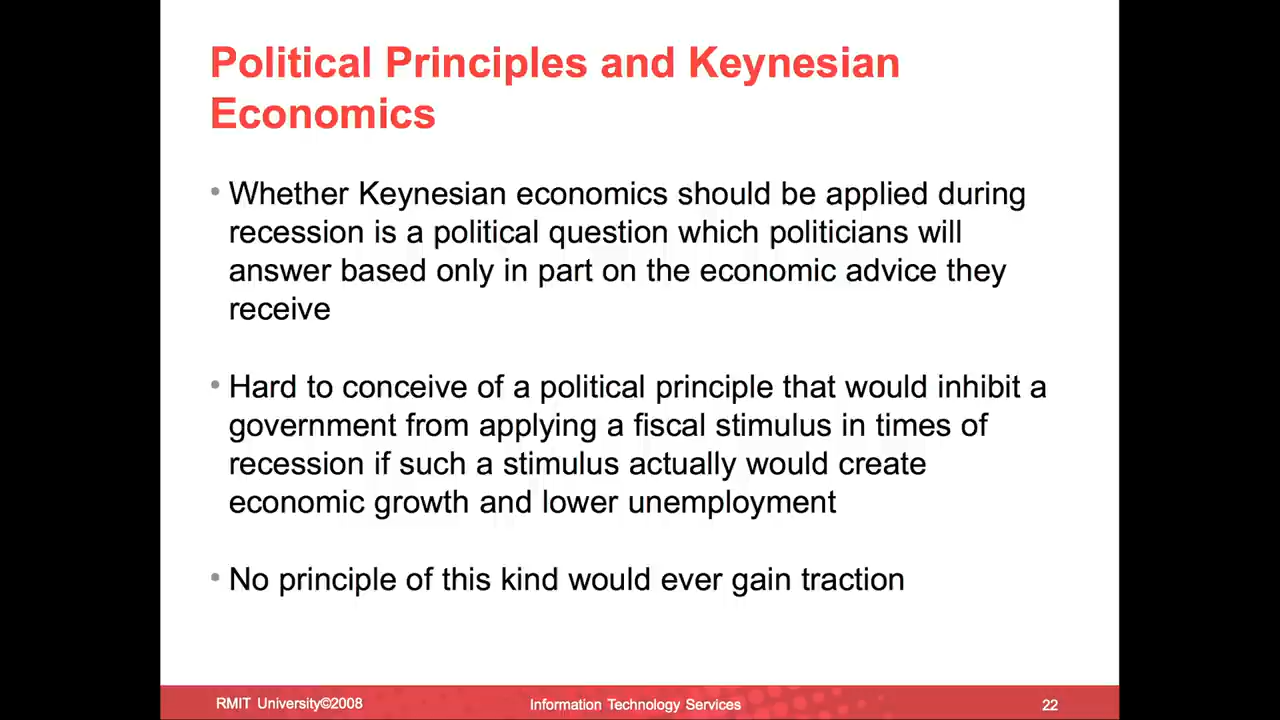 Political Principles and Keynesian
Economics
• Whether Keynesian economics should be applied during
recession is a political question which politicians will
answer based only in part on the economic advice they
receive
• Hard to conceive of a political principle that would inhibit a
government from applying a fiscal stimulus in times of
recession if such a stimulus actually would create
economic growth and lower unemployment
• No principle of this kind would ever gain traction
RMIT University©2008
Information Technology Services
22